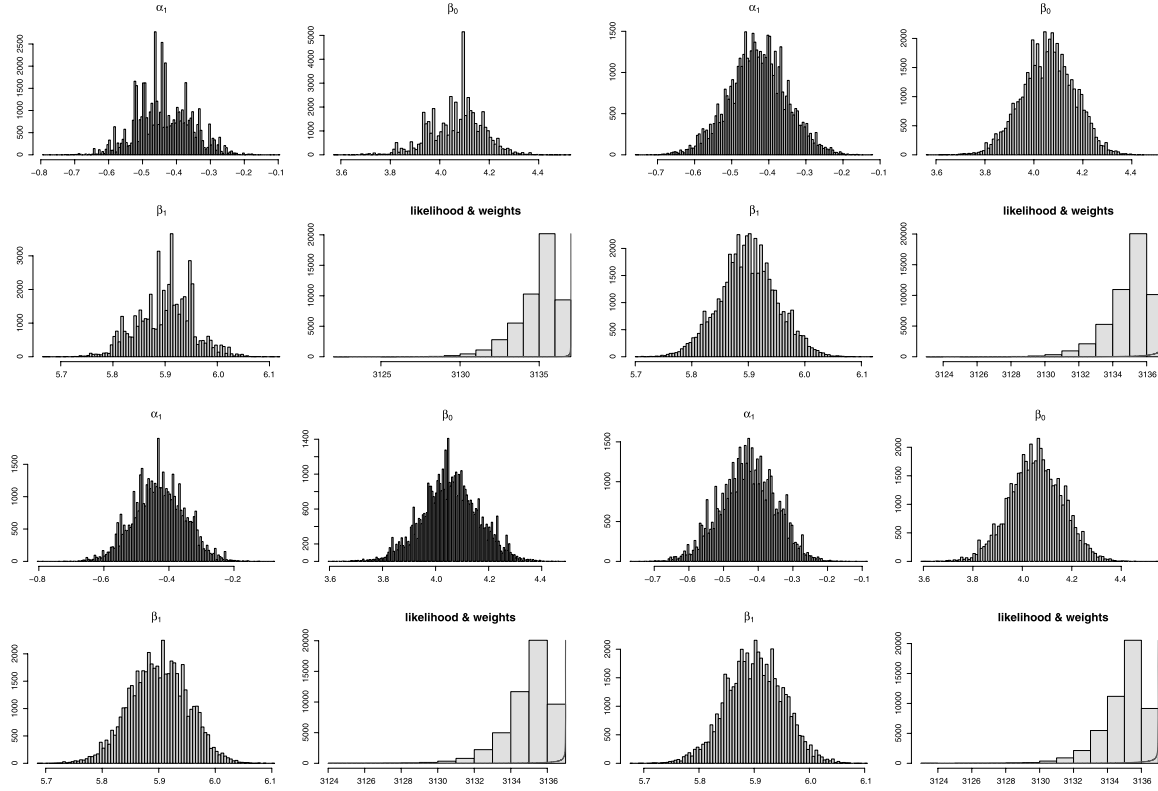 α1
0 500 1000 1500 2000 2500
−0.8 −0.6 −0.5 −0.4 −0.3 −0.2 −0.1
β0
0 1000 2000 3000 4000 5000
3.6 3.8 4.0 4.2 4.4
α1
0 500 1000 1500
−0.7 −0.6 −0.5 −0.4 −0.3 −0.2 −0.1
β0
0 500 1000 1500 2000
3.6 3.8 4.0 4.2 4.4
β1
0 1000 2000 3000
5.7 5.8 5.9 6.0 6.1
likelihood & weights
0 5000 10000 15000 20000
3125 3130 3135
β1
0 500 1000 1500 2000
5.7 5.8 5.9 6.0 6.1
likelihood & weights
0 5000 10000 15000 20000
3124 3126 3128 3130 3132 3134 3136
α1
0 500 1000 1500
−0.8 −0.6 −0.4 −0.2
β0
0 200 600 1000 1400
3.6 3.8 4.0 4.2 4.4
α1
0 500 1000 1500
−0.7 −0.6 −0.5 −0.4 −0.3 −0.2 −0.1
β0
0 500 1000 1500 2000
3.6 3.8 4.0 4.2 4.4
β1
0 500 1000 1500 2000
5.7 5.8 5.9 6.0 6.1
likelihood & weights
0 5000 10000 15000 20000
3124 3126 3128 3130 3132 3134 3136
β1
0 500 1000 1500 2000
5.7 5.8 5.9 6.0 6.1
likelihood & weights
0 5000 10000 15000 20000
3124 3126 3128 3130 3132 3134 3136